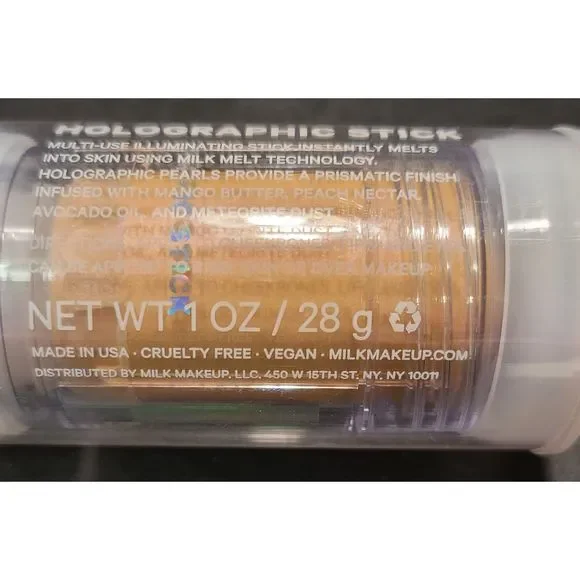 HOLOGRAPHIC STICK
MULTI-USE ILLUMINATING STICK INSTANTLY MELTS
INTO SKIN USING MILK MELT TECHNOLOGY.
HOLOGRAPHIC PEARLS PROVIDE A PRISMATIC FINISH.
INFUSED WITH MANGO BUTTER, PEACH NECTAR,
AVOCADO OIL, AND METEORITE DUST.
MAKEUP.
STICK
NET WT 1 OZ / 28 g
MADE IN USA · CRUELTY FREE · VEGAN · MILKMAKEUP.COM
DISTRIBUTED BY MILK MAKEUP, LLC, 450 W 15TH ST, NY, NY 10011